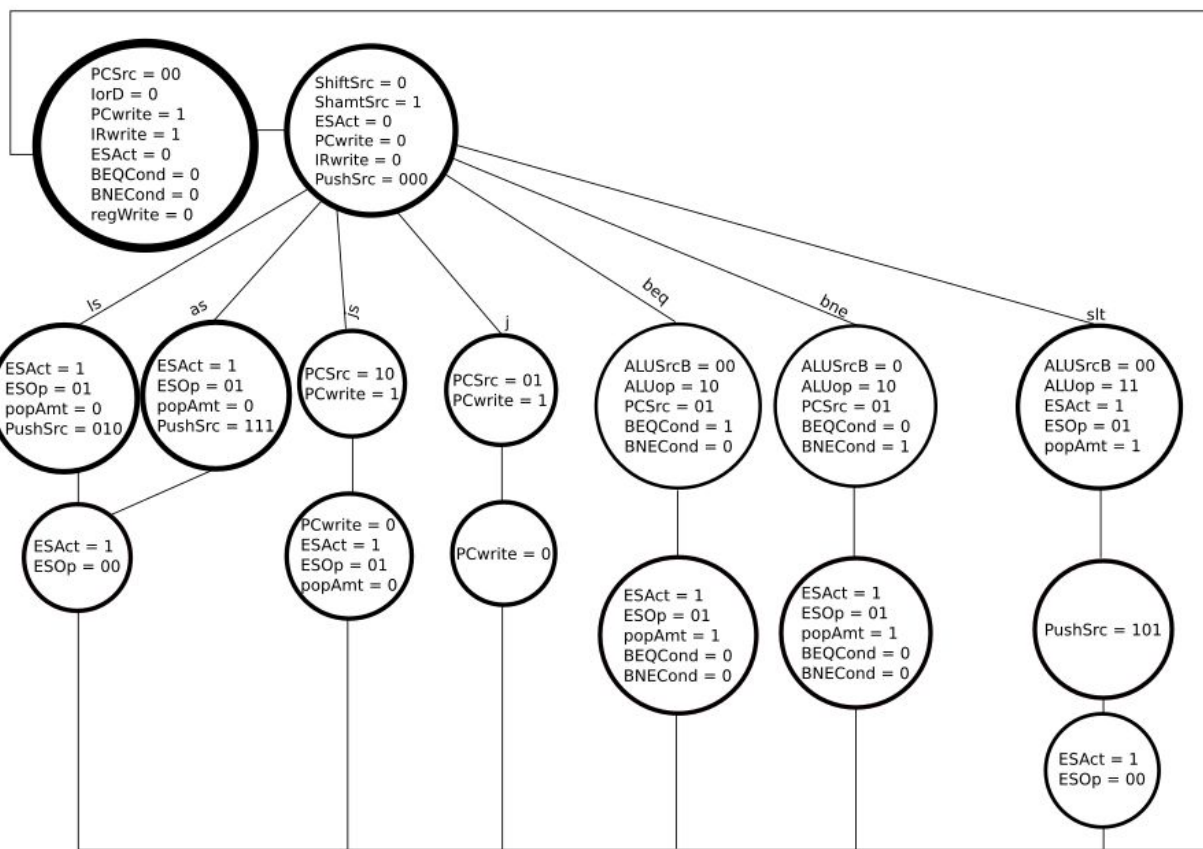 PCSrc = 00
IorD = 0
PCwrite = 1
IRwrite = 1
ESAct = 0
BEQCond = 0
BNECond = 0
regWrite = 0
ShiftSrc = 0
ShamtSrc = 1
ESAct = 0
PCwrite = 0
IRwrite = 0
PushSrc = 000
ls
as
js
j
beq
bne
slt
ESAct = 1
ESOp = 01
popAmt = 0
PushSrc = 010
ESAct = 1
ESOp = 01
popAmt = 0
PushSrc = 111
PCSrc = 10
PCwrite = 1
PCSrc = 01
PCwrite = 1
ALUSrcB = 00
ALUop = 10
PCSrc = 01
BEQCond = 1
BNECond = 0
ALUSrcB = 0
ALUop = 10
PCSrc = 01
BEQCond = 0
BNECond = 1
ALUSrcB = 00
ALUop = 11
ESAct = 1
ESOp = 01
popAmt = 1
ESAct = 1
ESOp = 00
PCwrite = 0
ESAct = 1
ESOp = 01
popAmt = 0
PCwrite = 0
ESAct = 1
ESOp = 01
popAmt = 1
BEQCond = 0
BNECond = 0
ESAct = 1
ESOp = 01
popAmt = 1
BEQCond = 0
BNECond = 0
PushSrc = 101
ESAct = 1
ESOp = 00